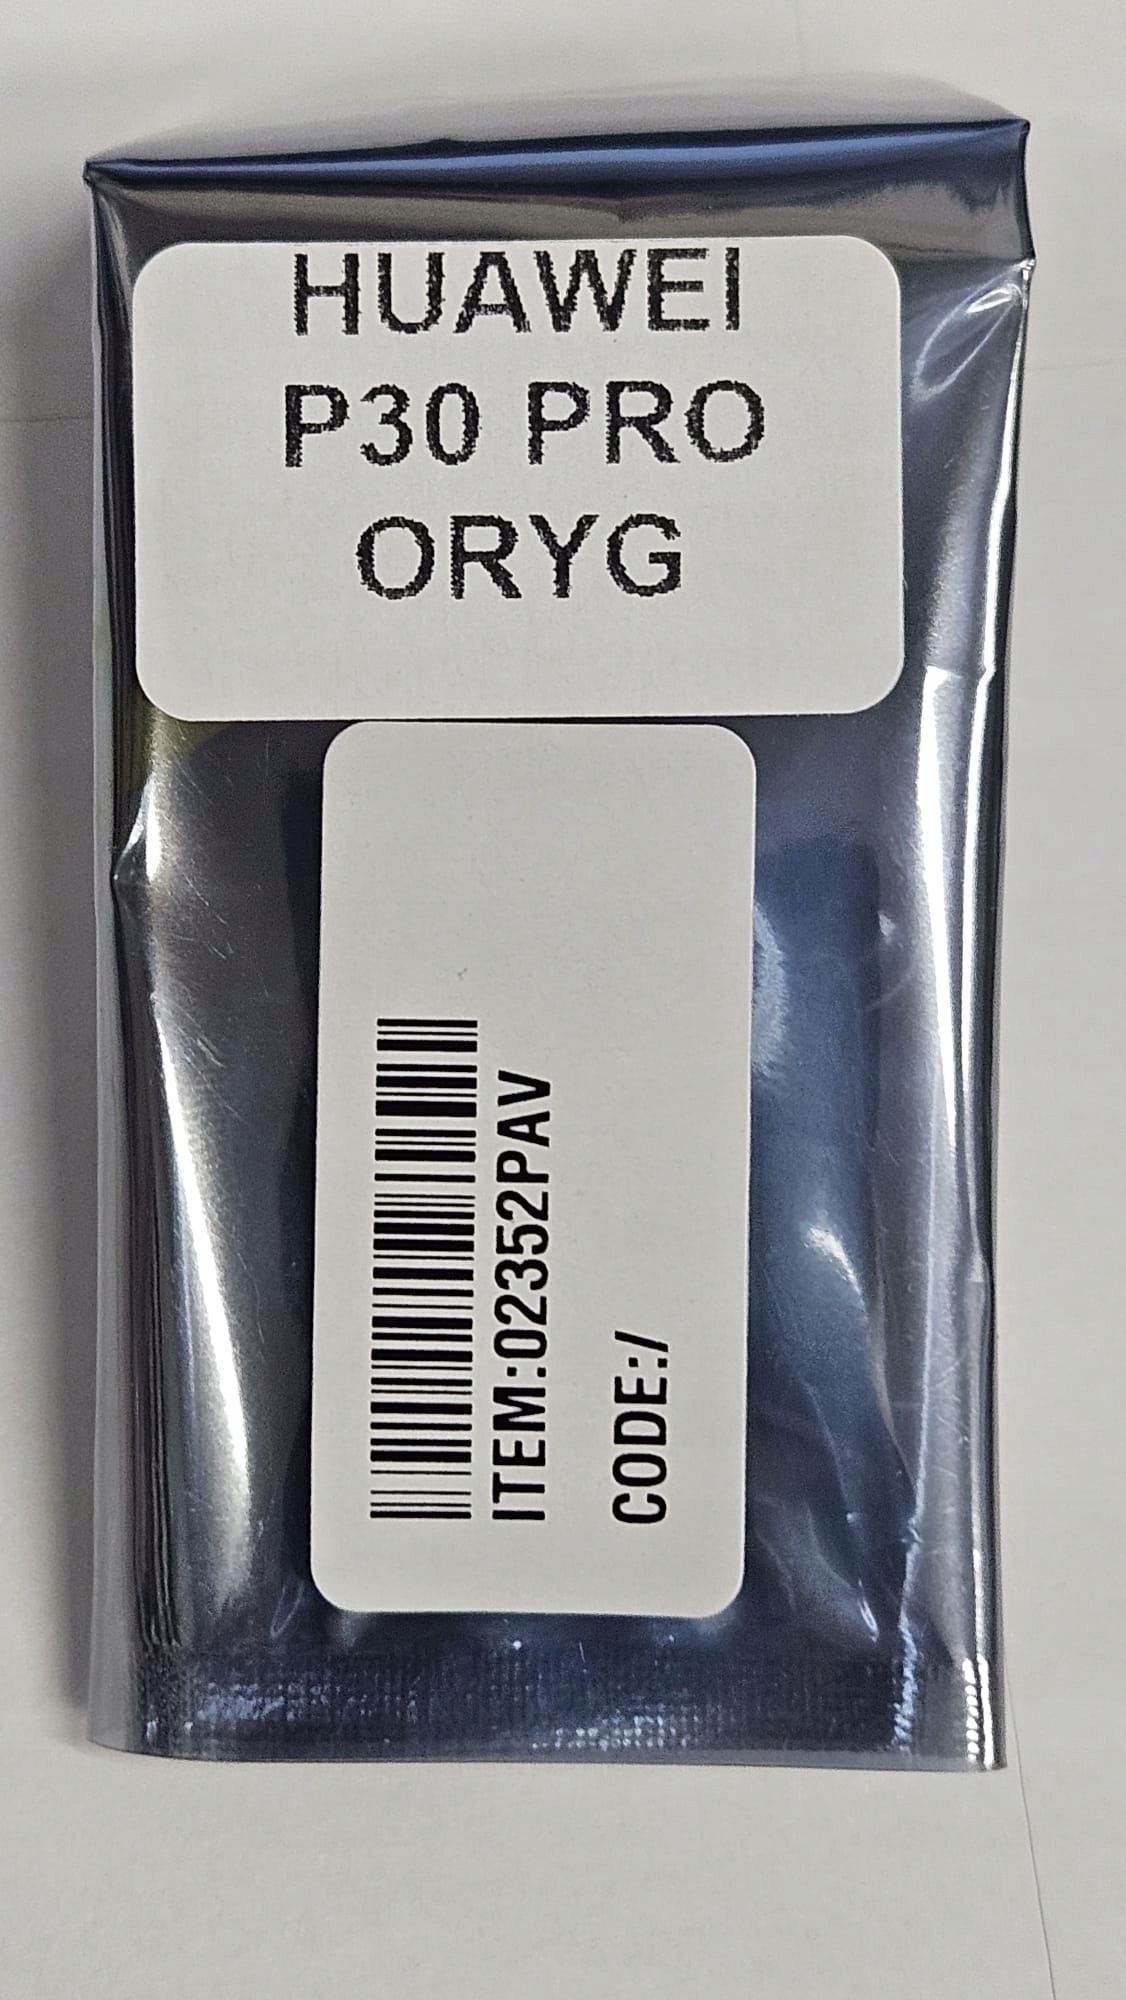 HUAWEI
P30 PRO
ORYG
ITEM:02352PAV
CODE:/